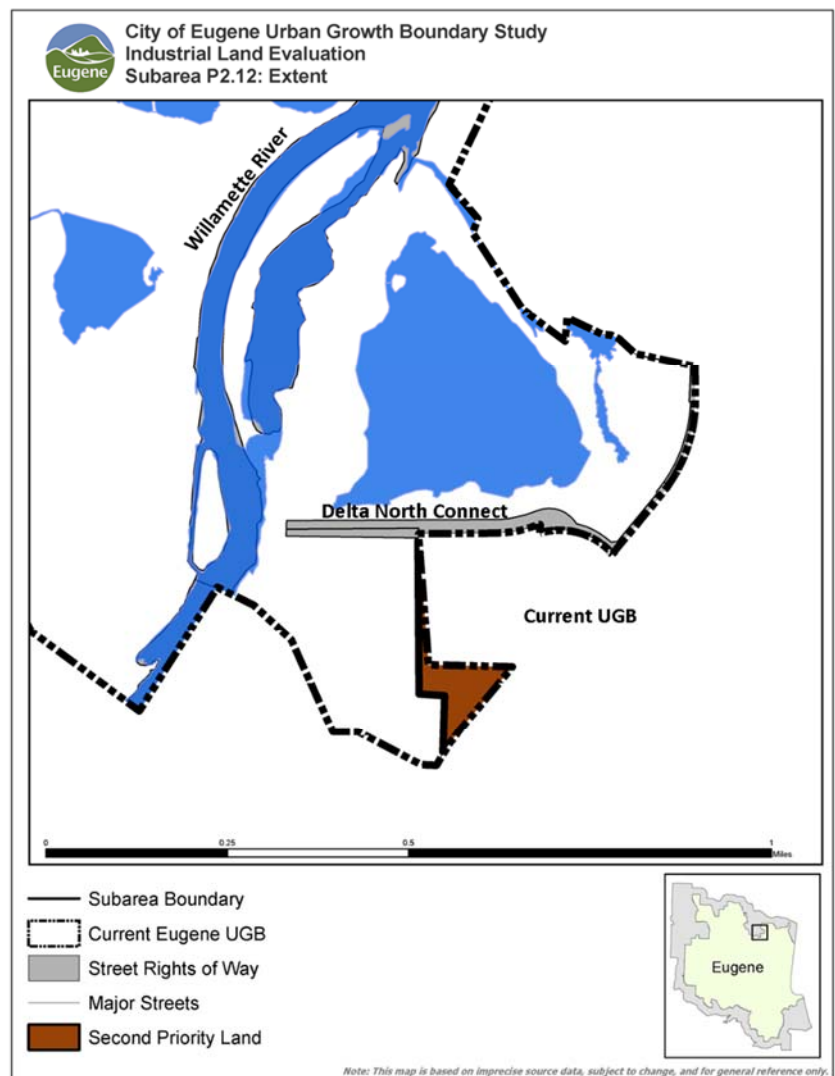 City of Eugene Urban Growth Boundary Study
Industrial Land Evaluation
Subarea P2.12: Extent
Eugene
Willamette River
Delta North Connect
Current UGB
0 0.25 0.5 1
Miles
Subarea Boundary
Current Eugene UGB
Street Rights of Way
Major Streets
Second Priority Land
Eugene
Note: This map is based on imprecise source data, subject to change, and for general reference only.